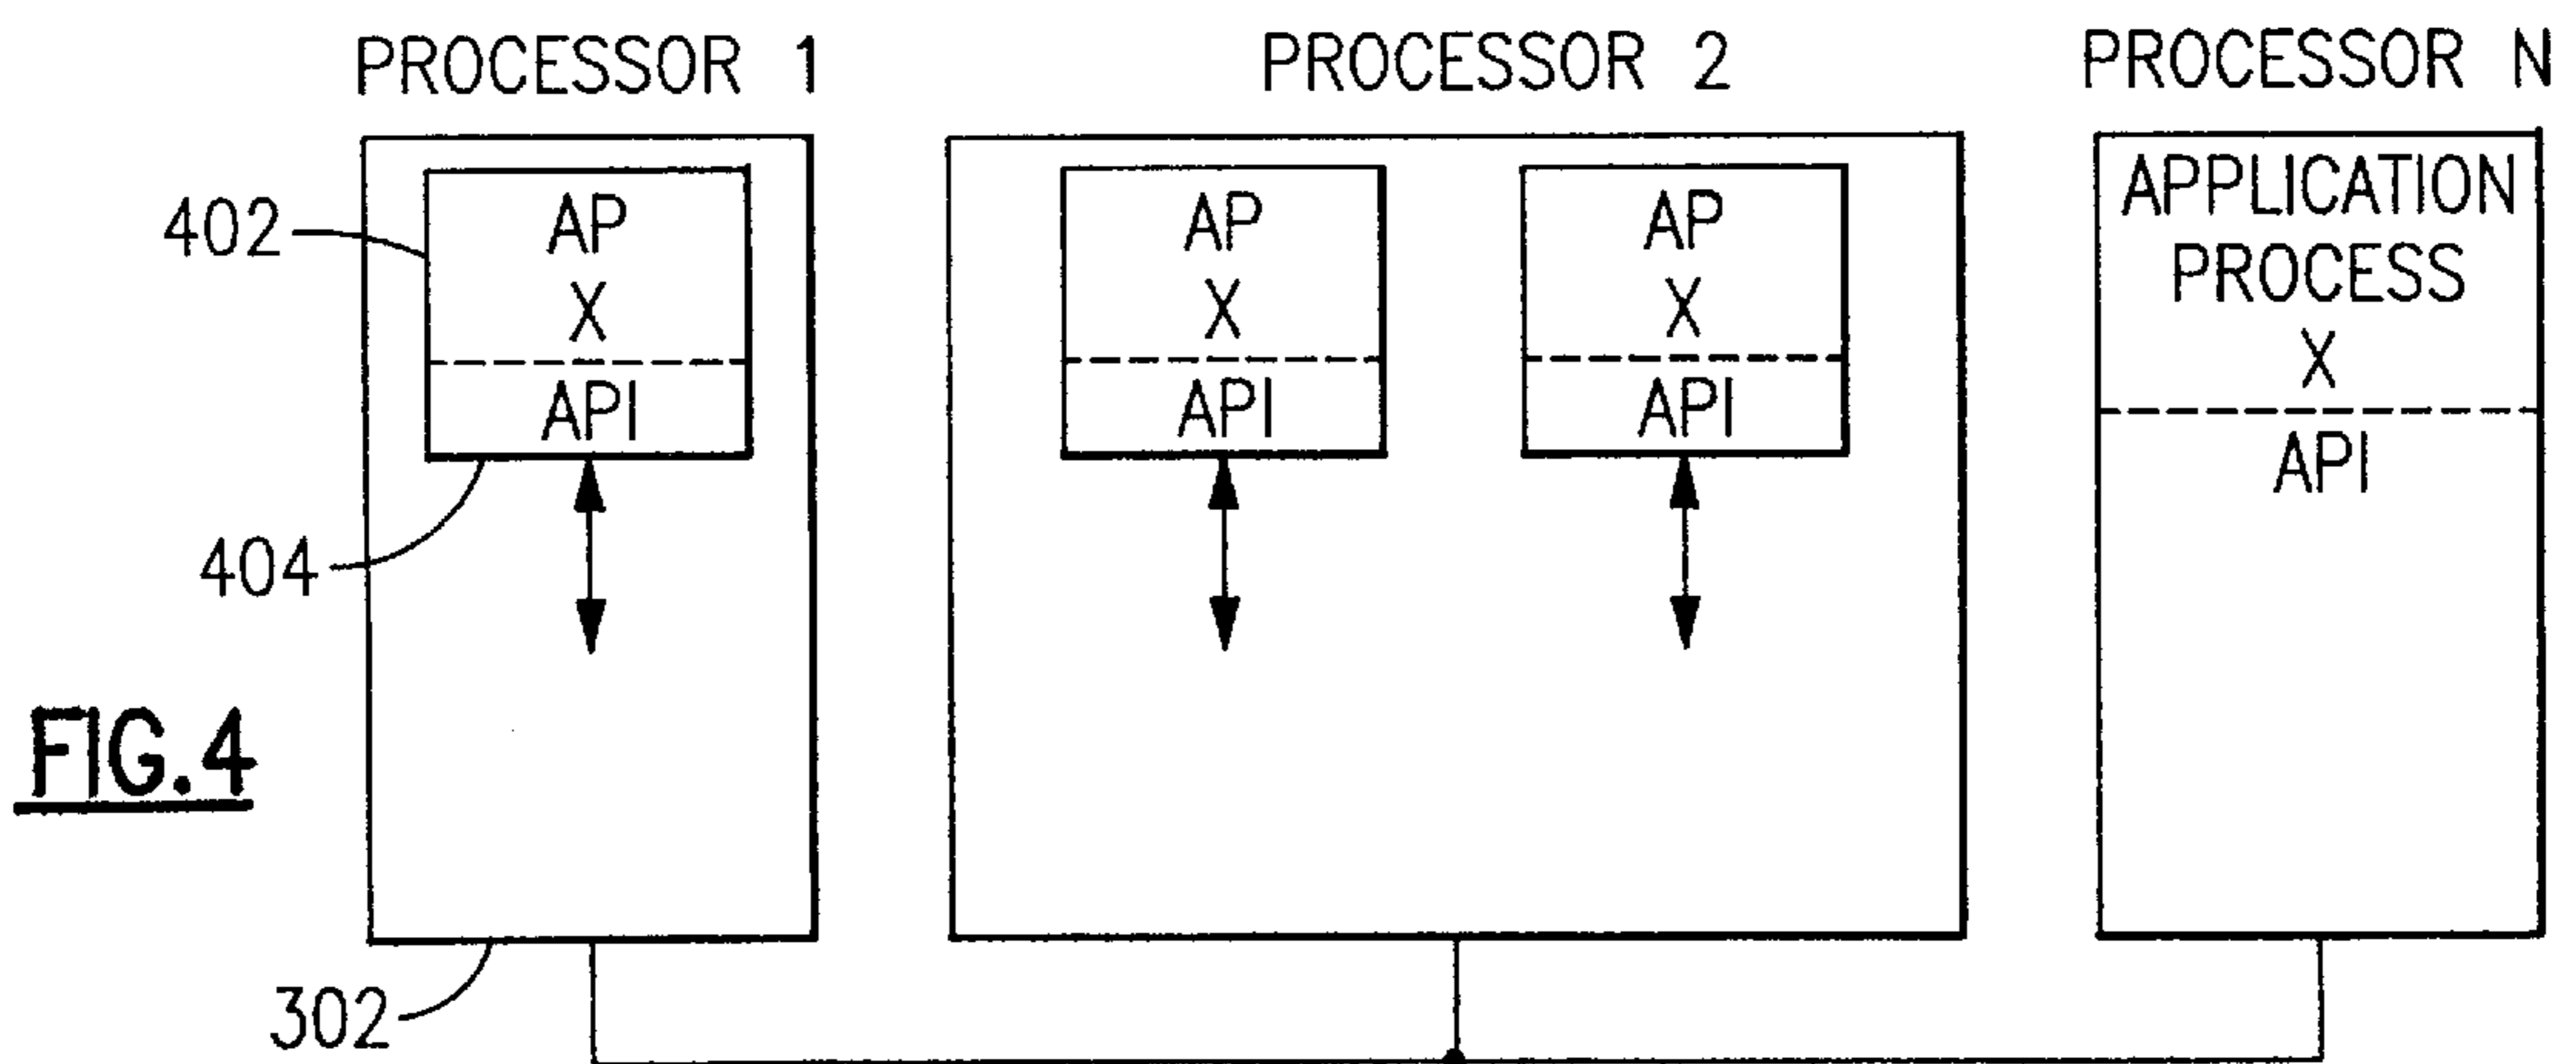 PROCESSOR 1
PROCESSOR 2
PROCESSOR N
402
AP
X
API
404
302
AP
X
API
AP
X
API
APPLICATION
PROCESS
X
API
FIG.4